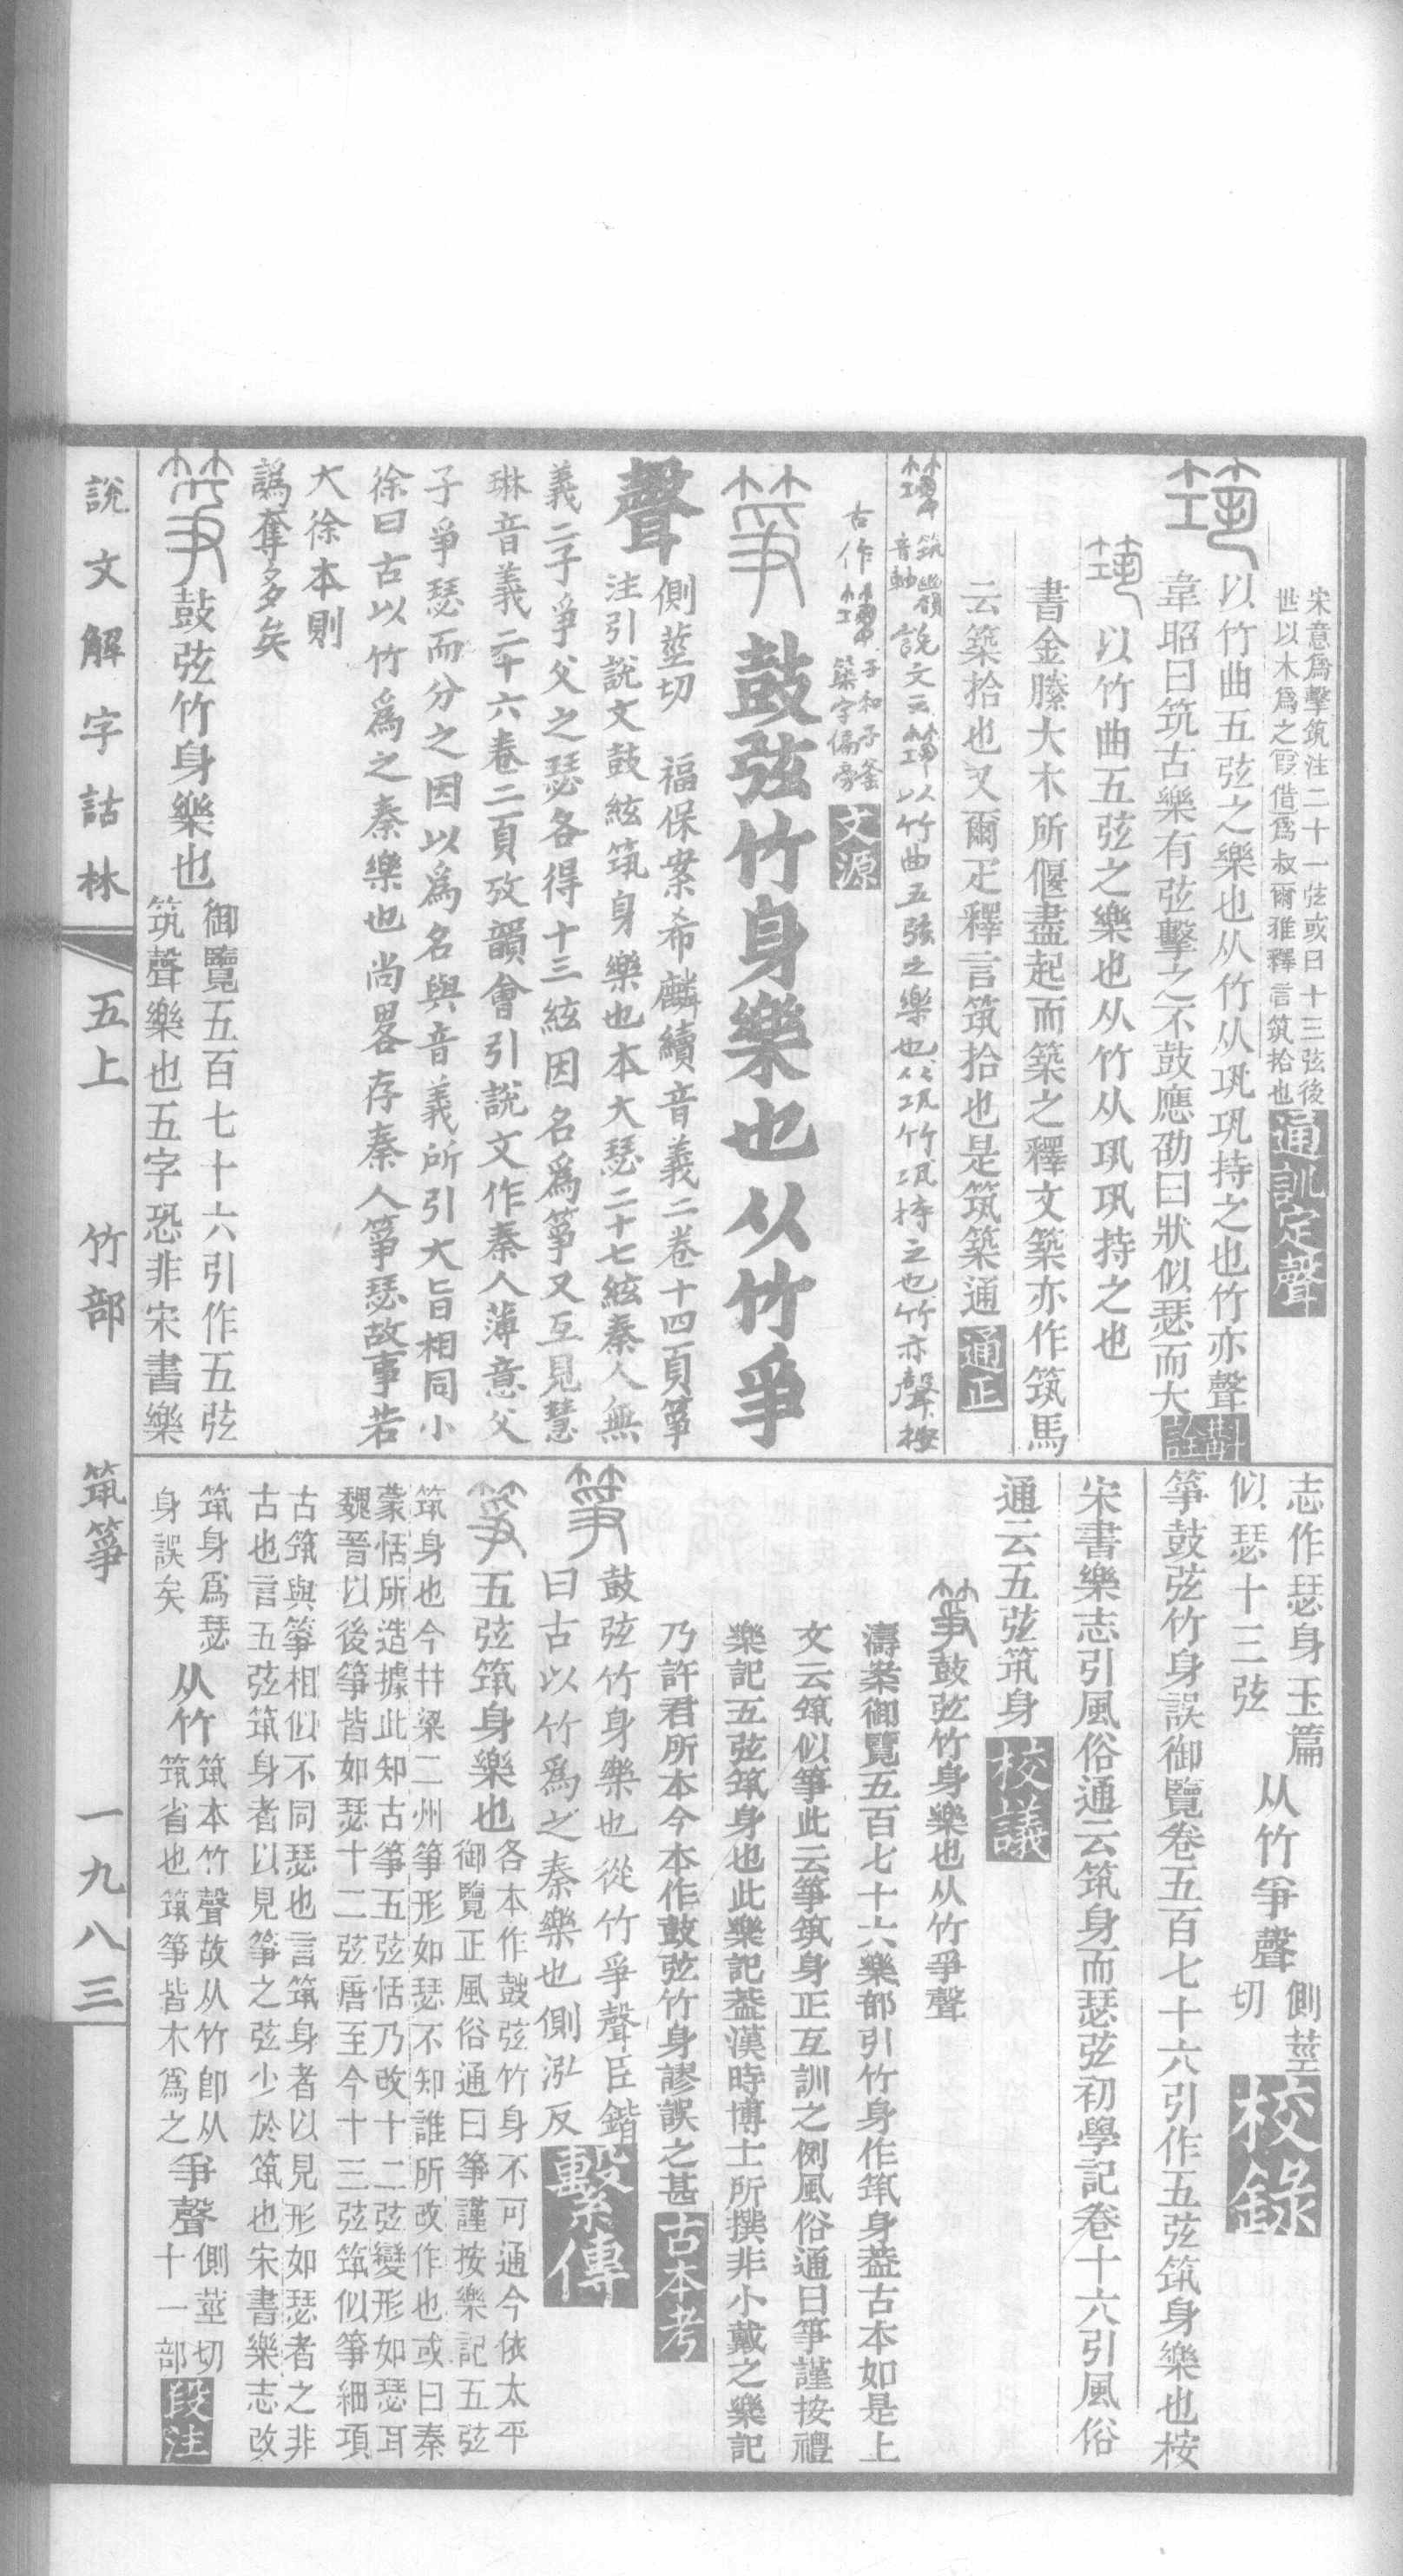 宋意爲擊筑注二十一弦或曰十三弦後
世以木爲之叚借爲叔爾雅釋言筑拾也
通訓定聲
以竹曲五弦之樂也从竹从巩巩持之也竹亦聲
韋昭曰筑古樂有弦擊之不鼓應劭曰狀似瑟而大
斠詮
以竹曲五弦之樂也从竹从巩巩持之也
書金縢大木所偃盡起而築之釋文築亦作筑馬
云築拾也又爾疋釋言筑拾也是筑築通
通正
說文云
以竹曲五弦之樂也从巩竹巩持之也竹亦聲按
古作
子和子釜
築字偏旁
文源
箏
鼓弦竹身樂也从竹爭
聲
側莖切 福保案希麟續音義二卷十四頁箏
注引說文鼓絃筑身樂也本大瑟二十七絃秦人無
義二子爭父之瑟各得十三絃因名爲箏又互見慧
琳音義二十六卷二頁攷韻會引說文作秦人薄意父
子爭瑟而分之因以爲名與音義所引大旨相同小
徐曰古以竹爲之秦樂也尚畧存秦人箏瑟故事若
大徐本則
譌奪多矣
箏
鼓弦竹身樂也
御覽五百七十六引作五弦
筑聲樂也五字恐非宋書樂
志作瑟身玉篇
似瑟十三弦
从竹爭聲
側莖
切
校錄
箏鼓弦竹身誤御覽卷五百七十六引作五弦筑身樂也按
宋書樂志引風俗通云筑身而瑟弦初學記卷十六引風俗
通云五弦筑身
校議
箏
鼓弦竹身樂也从竹爭聲
濤案御覽五百七十六樂部引竹身作筑身葢古本如是上
文云筑似箏此云箏筑身正互訓之例風俗通曰箏謹按禮
樂記五弦筑身也此樂記葢漢時博士所撰非小戴之樂記
乃許君所本今本作鼓弦竹身謬誤之甚
古本考
箏
鼓弦竹身樂也從竹爭聲臣鍇
曰古以竹爲之秦樂也側泓反
繫傳
箏
五弦筑身樂也
各本作鼓弦竹身不可通今依太平
御覽正風俗通曰箏謹按樂記五弦
筑身也今幷梁二州箏形如瑟不知誰所改作也或曰秦
蒙恬所造據此知古箏五弦恬乃改十二弦變形如瑟耳
魏晉以後箏皆如瑟十二弦唐至今十三弦筑似箏細項
古筑與箏相似不同瑟也言筑身者以見形如瑟者之非
古也言五弦筑身者以見箏之弦少於筑也宋書樂志改
筑身爲瑟
身誤矣
从竹
筑本竹聲故从竹卽从
筑省也筑箏皆木爲之
爭聲
側莖切
十一部
段注
說文解字詁林
五上
竹部
筑箏
一九八三